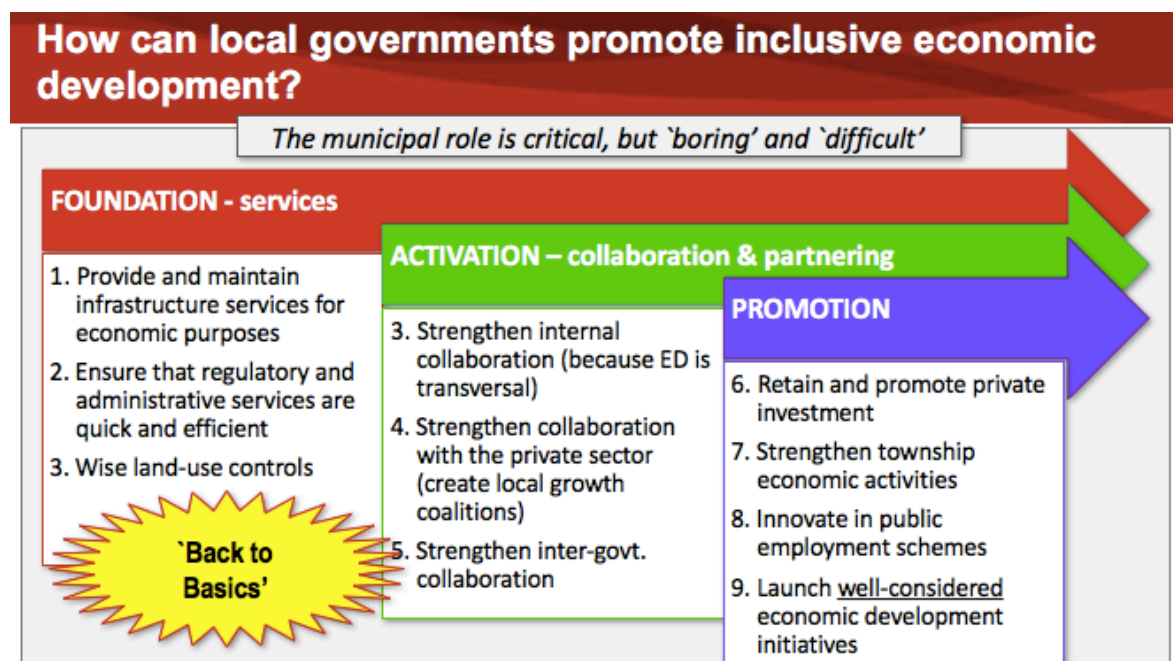 How can local governments promote inclusive economic
development?
The municipal role is critical, but `boring' and `difficult'
FOUNDATION - services
1. Provide and maintain
infrastructure services for
economic purposes
2. Ensure that regulatory and
administrative services are
quick and efficient
3. Wise land-use controls
`Back to
Basics'
ACTIVATION – collaboration & partnering
3. Strengthen internal
collaboration (because ED is
transversal)
4. Strengthen collaboration
with the private sector
(create local growth
coalitions)
5. Strengthen inter-govt.
collaboration
PROMOTION
6. Retain and promote private
investment
7. Strengthen township
economic activities
8. Innovate in public
employment schemes
9. Launch well-considered
economic development
initiatives